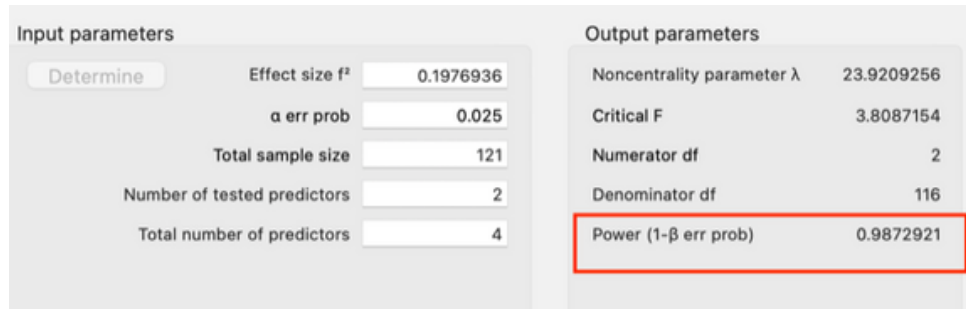 Input parameters
Determine
Effect size f²
0.1976936
α err prob
0.025
Total sample size
121
Number of tested predictors
2
Total number of predictors
4
Output parameters
Noncentrality parameter λ
23.9209256
Critical F
3.8087154
Numerator df
2
Denominator df
116
Power (1-β err prob)
0.9872921